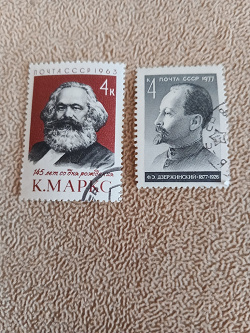 ПОЧТА СССР 1963
4к
145 лет со дня рождения
К.МАРКС
4
К
ПОЧТА СССР 1977
Ф.Э.ДЗЕРЖИНСКИЙ·1877-1926